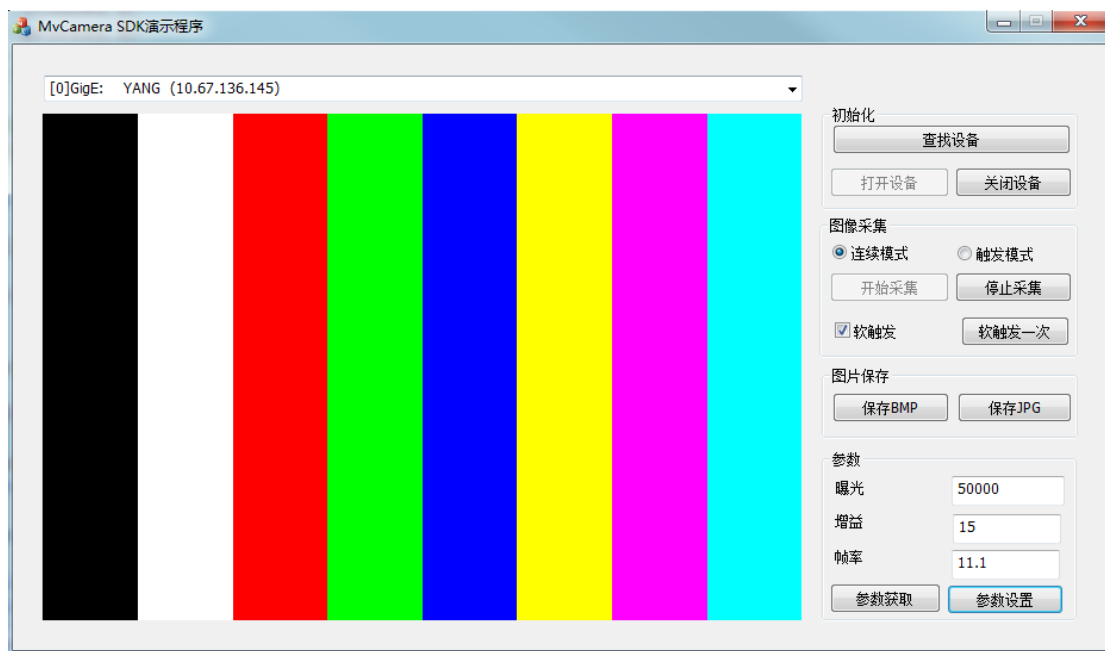 MvCamera SDK演示程序
[0]GigE: YANG (10.67.136.145)
初始化
查找设备
打开设备 关闭设备
图像采集
连续模式 触发模式
开始采集 停止采集
软触发 软触发一次
图片保存
保存BMP 保存JPG
参数
曝光 50000
增益 15
帧率 11.1
参数获取 参数设置